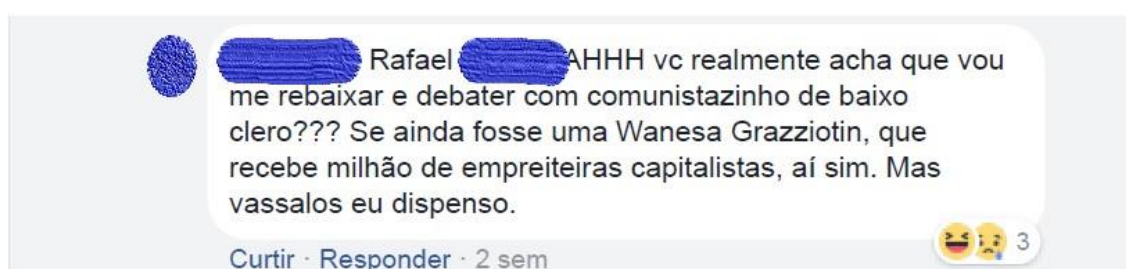 Rafael AHHH vc realmente acha que vou
me rebaixar e debater com comunistazinho de baixo
clero??? Se ainda fosse uma Wanesa Grazziotin, que
recebe milhão de empreiteiras capitalistas, aí sim. Mas
vassalos eu dispenso.
Curtir · Responder · 2 sem
3